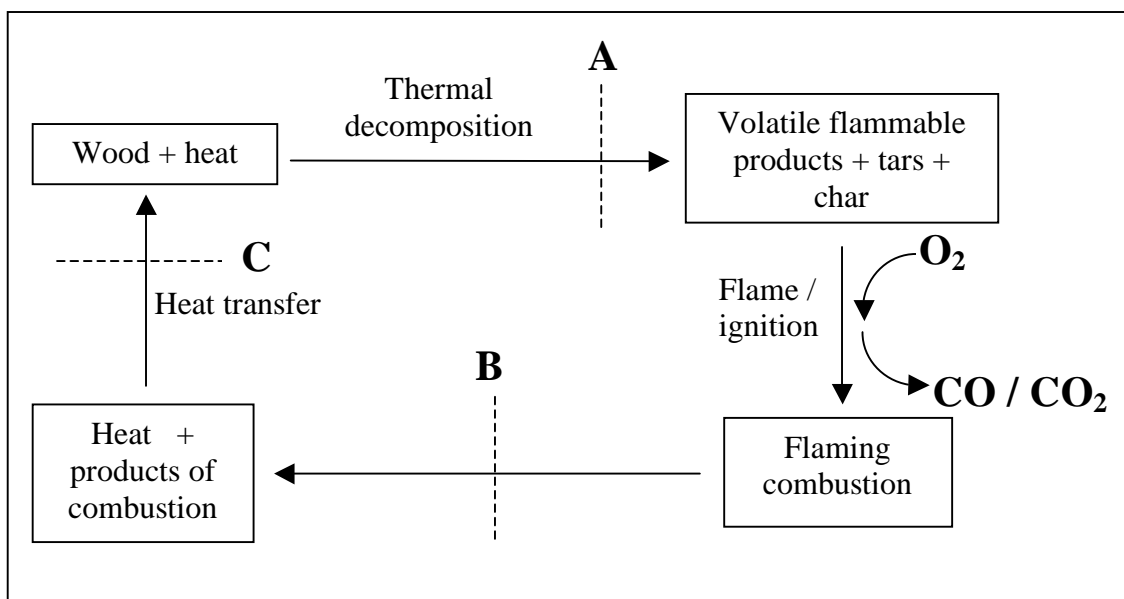 A
Thermal
decomposition
Wood + heat
Volatile flammable
products + tars +
char
C
Heat transfer
O₂
Flame /
ignition
CO / CO₂
B
Heat +
products of
combustion
Flaming
combustion